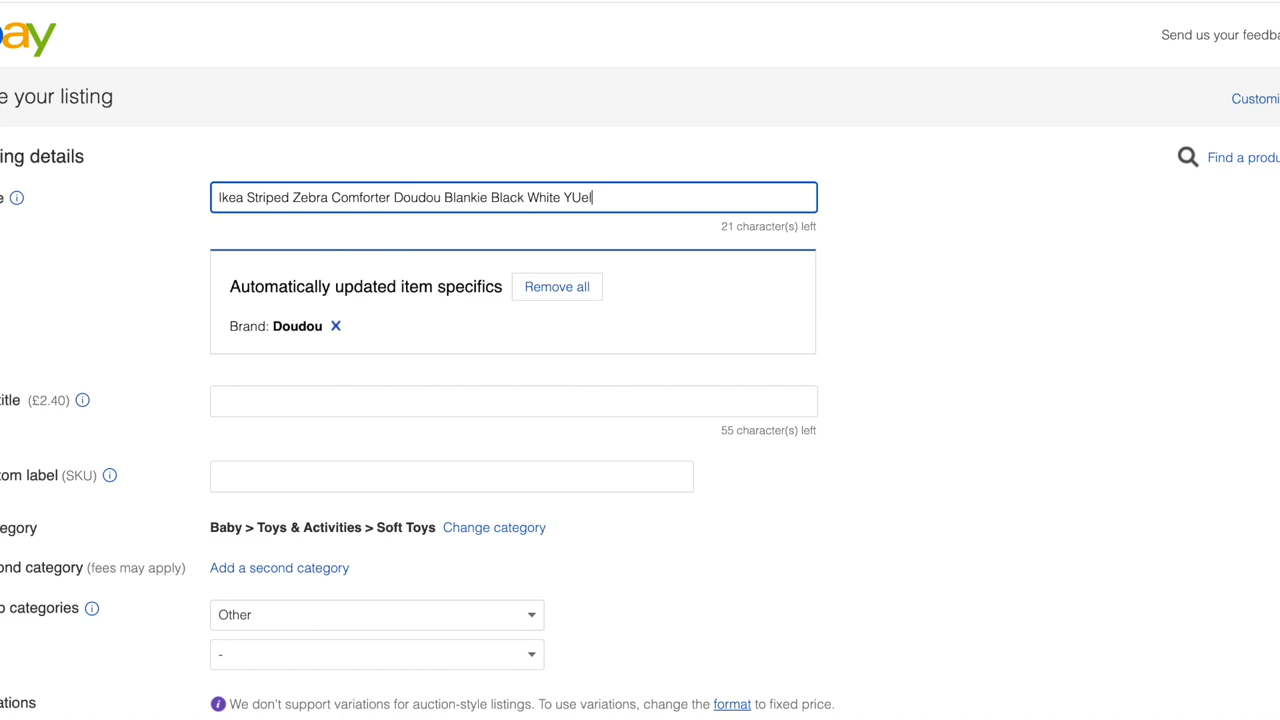 ay
Send us your feedba
e your listing
Customi
ing details
Find a produ
e
Ikea Striped Zebra Comforter Doudou Blankie Black White YUel
21 character(s) left
Automatically updated item specifics
Remove all
Brand: Doudou X
itle (£2.40)
55 character(s) left
tom label (SKU)
egory
Baby > Toys & Activities > Soft Toys Change category
ond category (fees may apply)
Add a second category
p categories
Other
-
ations
We don't support variations for auction-style listings. To use variations, change the format to fixed price.